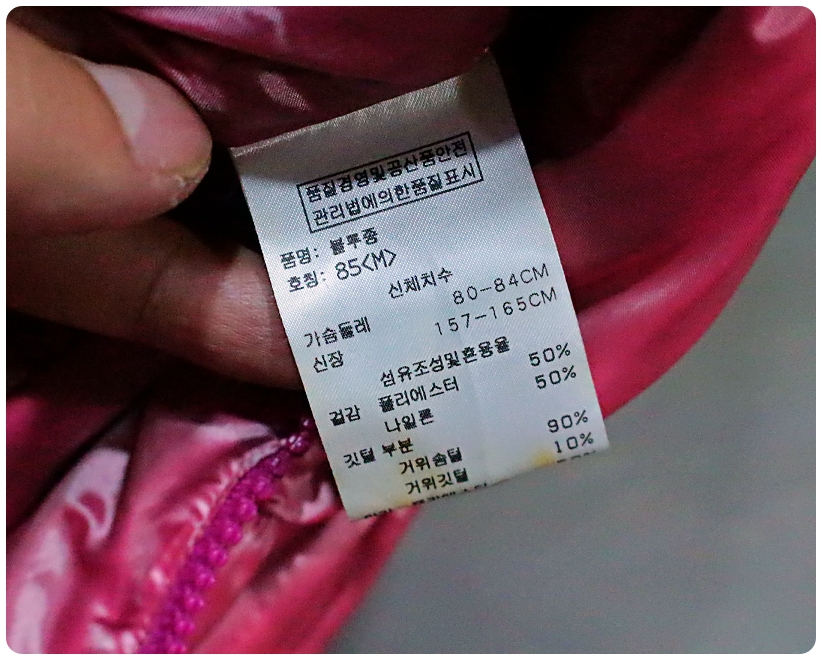 품질경영및공산품안전
관리법에의한품질표시
품명: 블루종
호칭: 85<M>
신체치수
가슴둘레 80-84CM
신장 157-165CM
섬유조성및혼용율
겉감 폴리에스터 50%
나일론 50%
깃털 부분
거위솜털 90%
거위깃털 10%